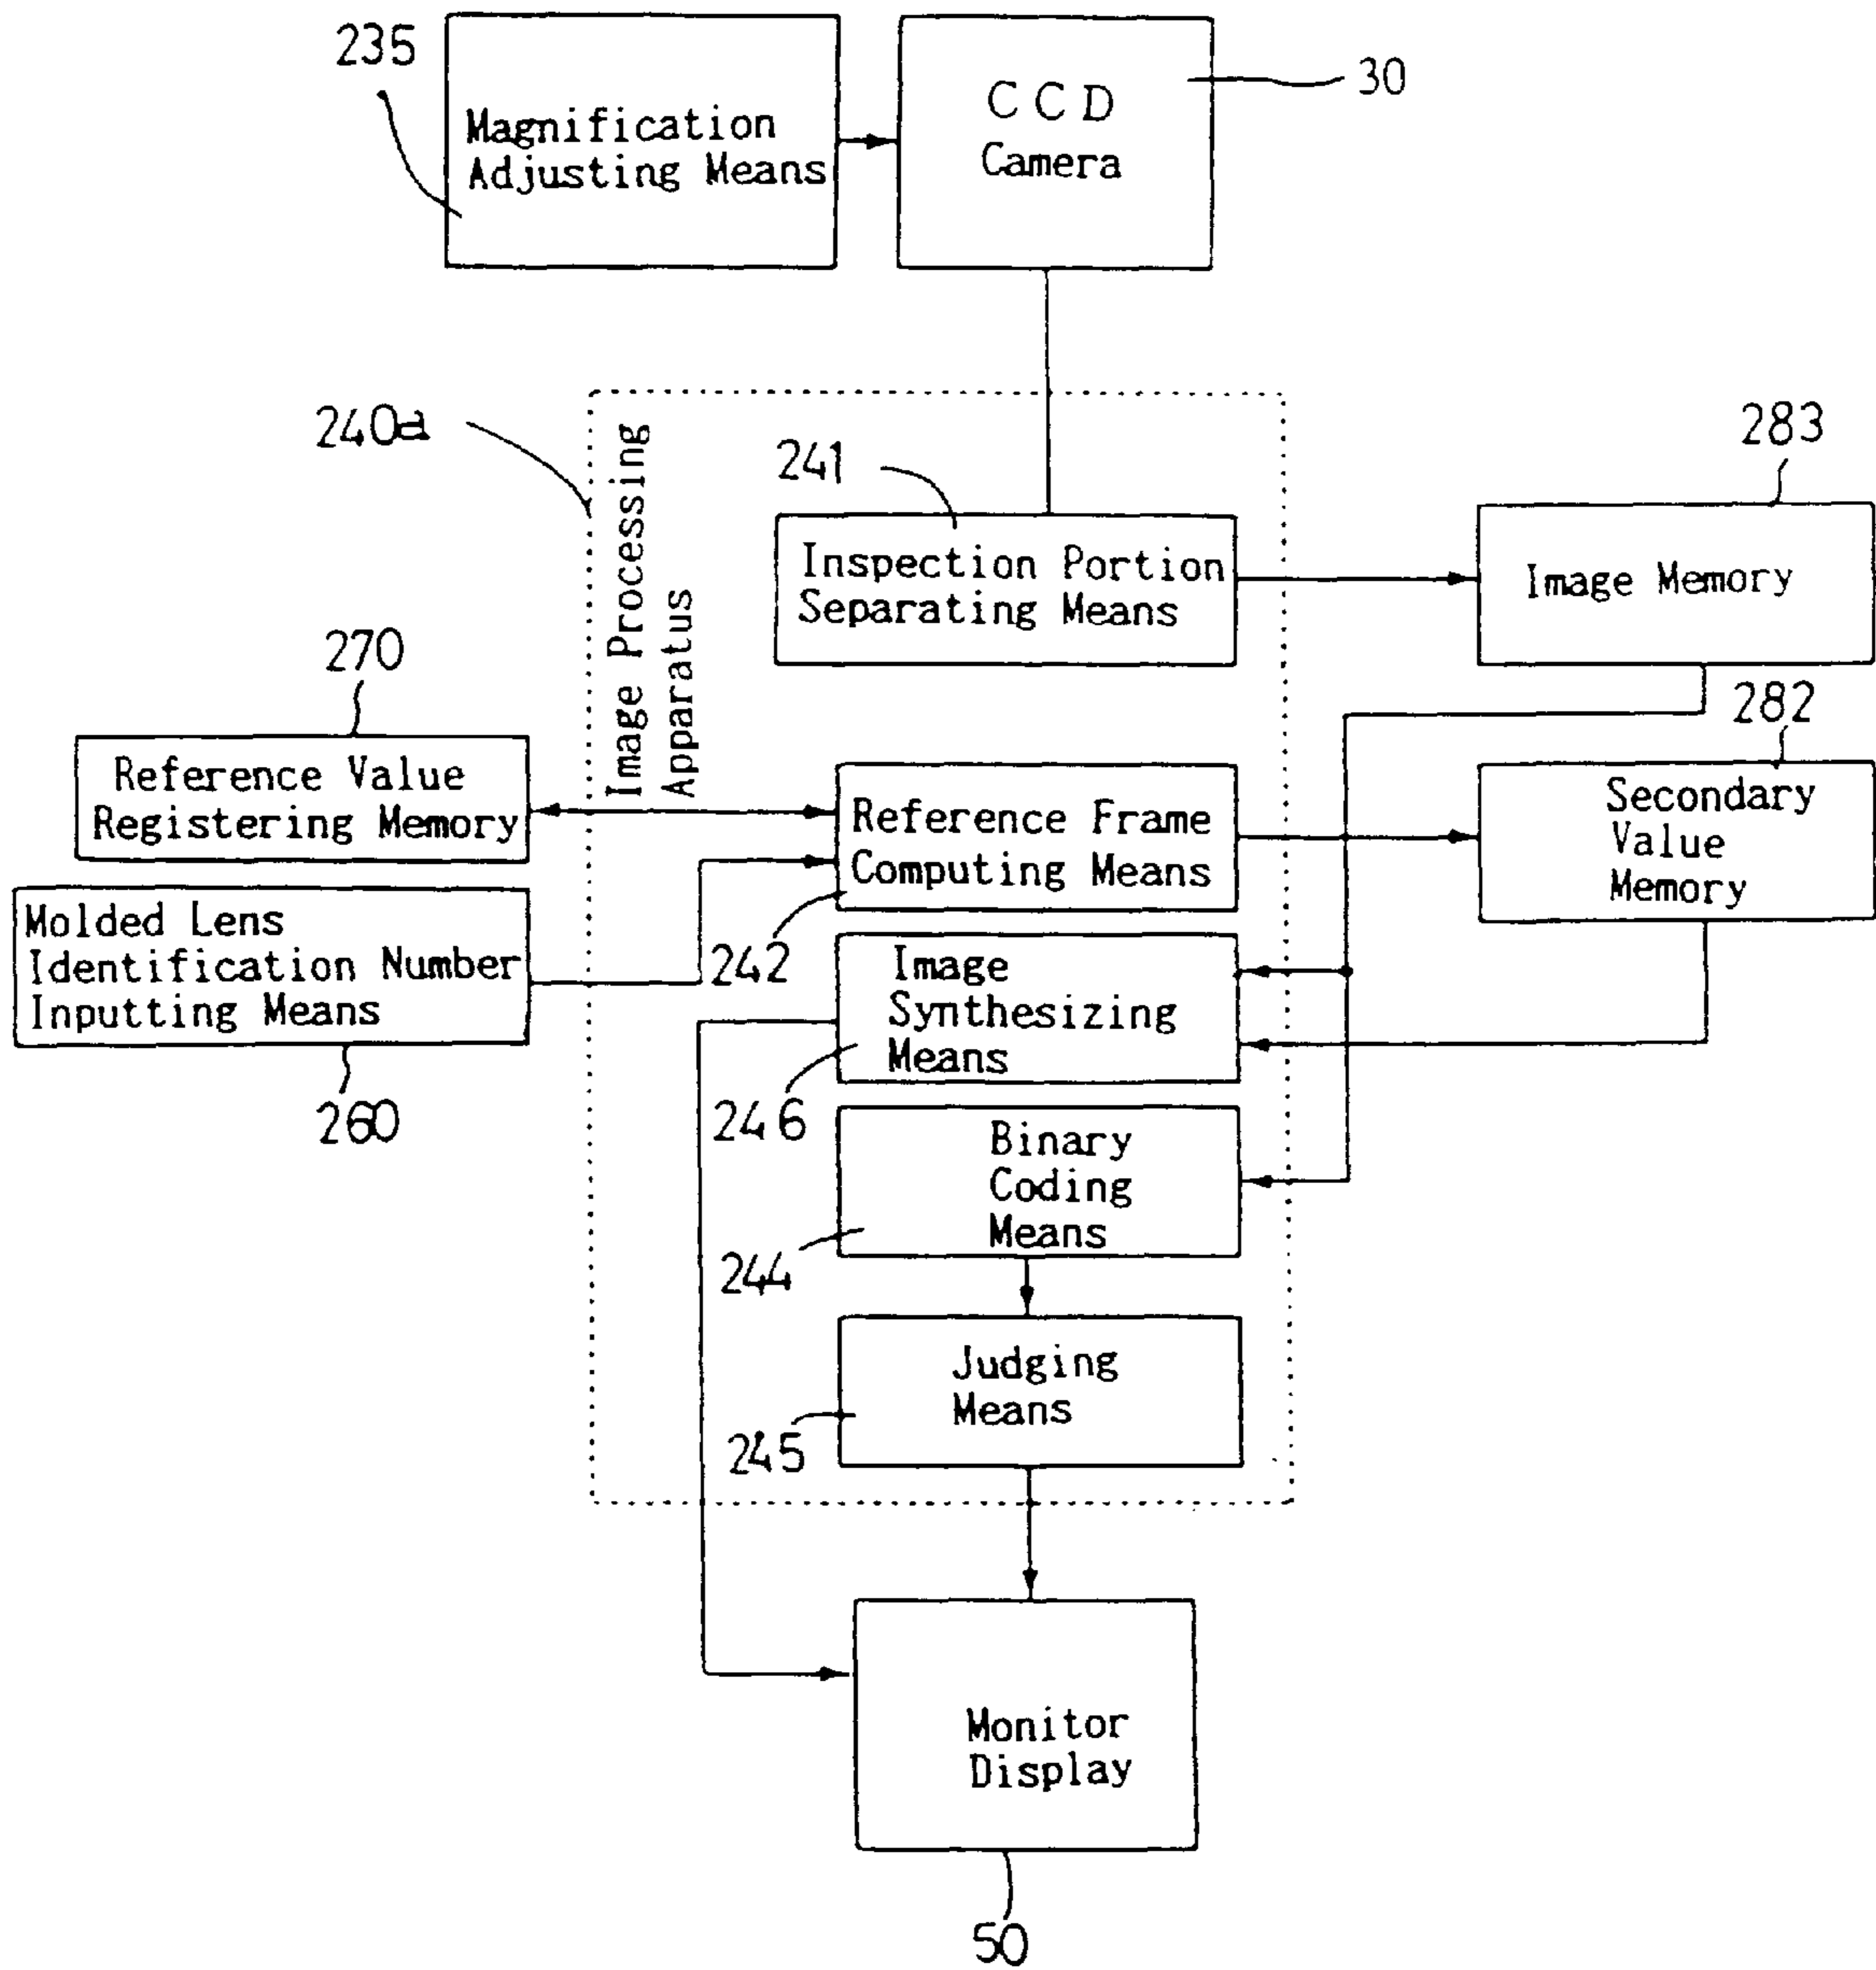 235
Magnification
Adjusting Means
CCD
Camera
30
240a
Image Processing
Apparatus
241
Inspection Portion
Separating Means
283
Image Memory
270
Reference Value
Registering Memory
282
Secondary
Value
Memory
Reference Frame
Computing Means
242
Molded Lens
Identification Number
Inputting Means
260
Image
Synthesizing
Means
246
Binary
Coding
Means
244
Judging
Means
245
Monitor
Display
50